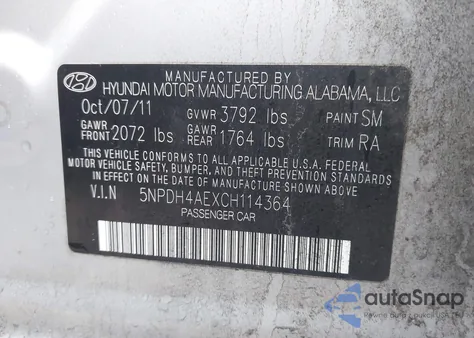 MANUFACTURED BY
HYUNDAI MOTOR MANUFACTURING ALABAMA, LLC
Oct/07/11 GVWR 3792 lbs PAINT SM
GAWR FRONT 2072 lbs GAWR REAR 1764 lbs TRIM RA
THIS VEHICLE CONFORMS TO ALL APPLICABLE U.S.A. FEDERAL
MOTOR VEHICLE SAFETY, BUMPER, AND THEFT PREVENTION STANDARDS
IN EFFECT ON THE DATE OF MANUFACTURE SHOWN ABOVE.
V.I.N 5NPDH4AEXCH114364
PASSENGER CAR
autoSnap